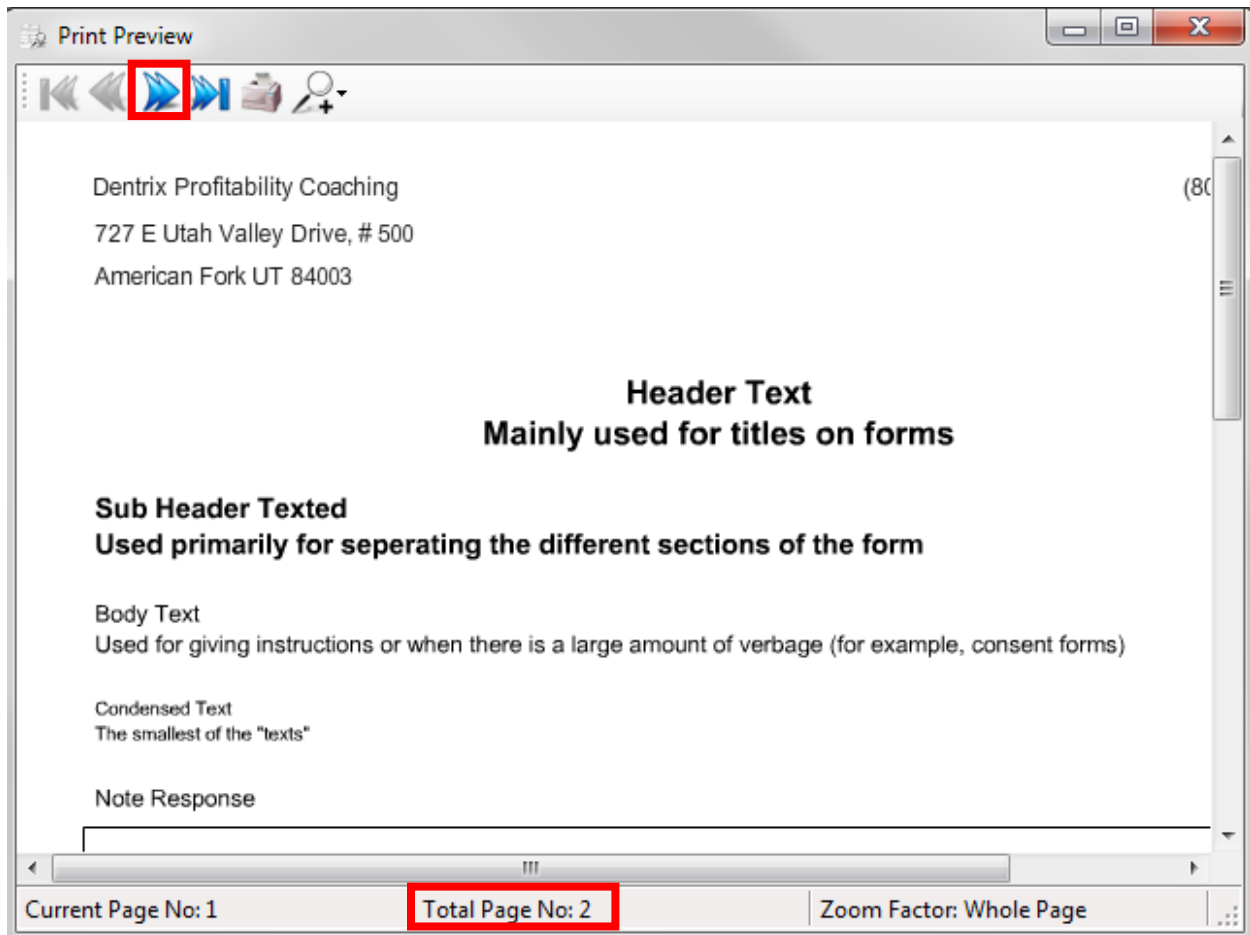 Print Preview
Dentrix Profitability Coaching (80
727 E Utah Valley Drive, # 500
American Fork UT 84003
Header Text
Mainly used for titles on forms
Sub Header Texted
Used primarily for seperating the different sections of the form
Body Text
Used for giving instructions or when there is a large amount of verbage (for example, consent forms)
Condensed Text
The smallest of the "texts"
Note Response
Current Page No: 1 Total Page No: 2 Zoom Factor: Whole Page